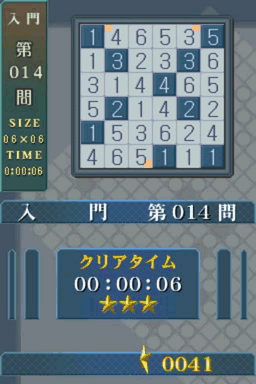 入門
第
014
問
SIZE
06×06
TIME
0:00:06
1 4 6 5 3 5
1 3 2 3 3 6
5 1 4 4 6 5
5 2 1 4 2 2
1 5 3 6 2 4
4 6 5 1 1 1
入 門 第014問
クリアタイム
00:00:06
0041